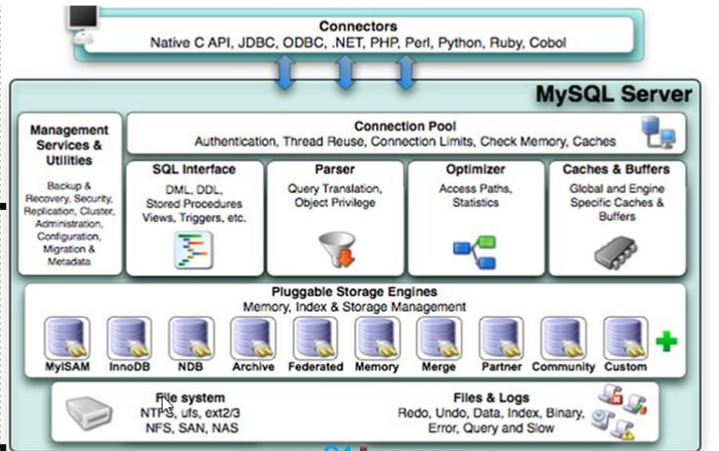 Connectors
Native C API, JDBC, ODBC, .NET, PHP, Perl, Python, Ruby, Cobol
MySQL Server
Management
Services &
Utilities
Backup &
Recovery, Security,
Replication, Cluster,
Administration,
Configuration,
Migration &
Metadata
Connection Pool
Authentication, Thread Reuse, Connection Limits, Check Memory, Caches
SQL Interface
DML, DDL,
Stored Procedures
Views, Triggers, etc.
Parser
Query Translation,
Object Privilege
Optimizer
Access Paths,
Statistics
Caches & Buffers
Global and Engine
Specific Caches &
Buffers
Pluggable Storage Engines
Memory, Index & Storage Management
MyISAM InnoDB NDB Archive Federated Memory Merge Partner Community Custom
File system
NTFS, ufs, ext2/3
NFS, SAN, NAS
Files & Logs
Redo, Undo, Data, Index, Binary,
Error, Query and Slow